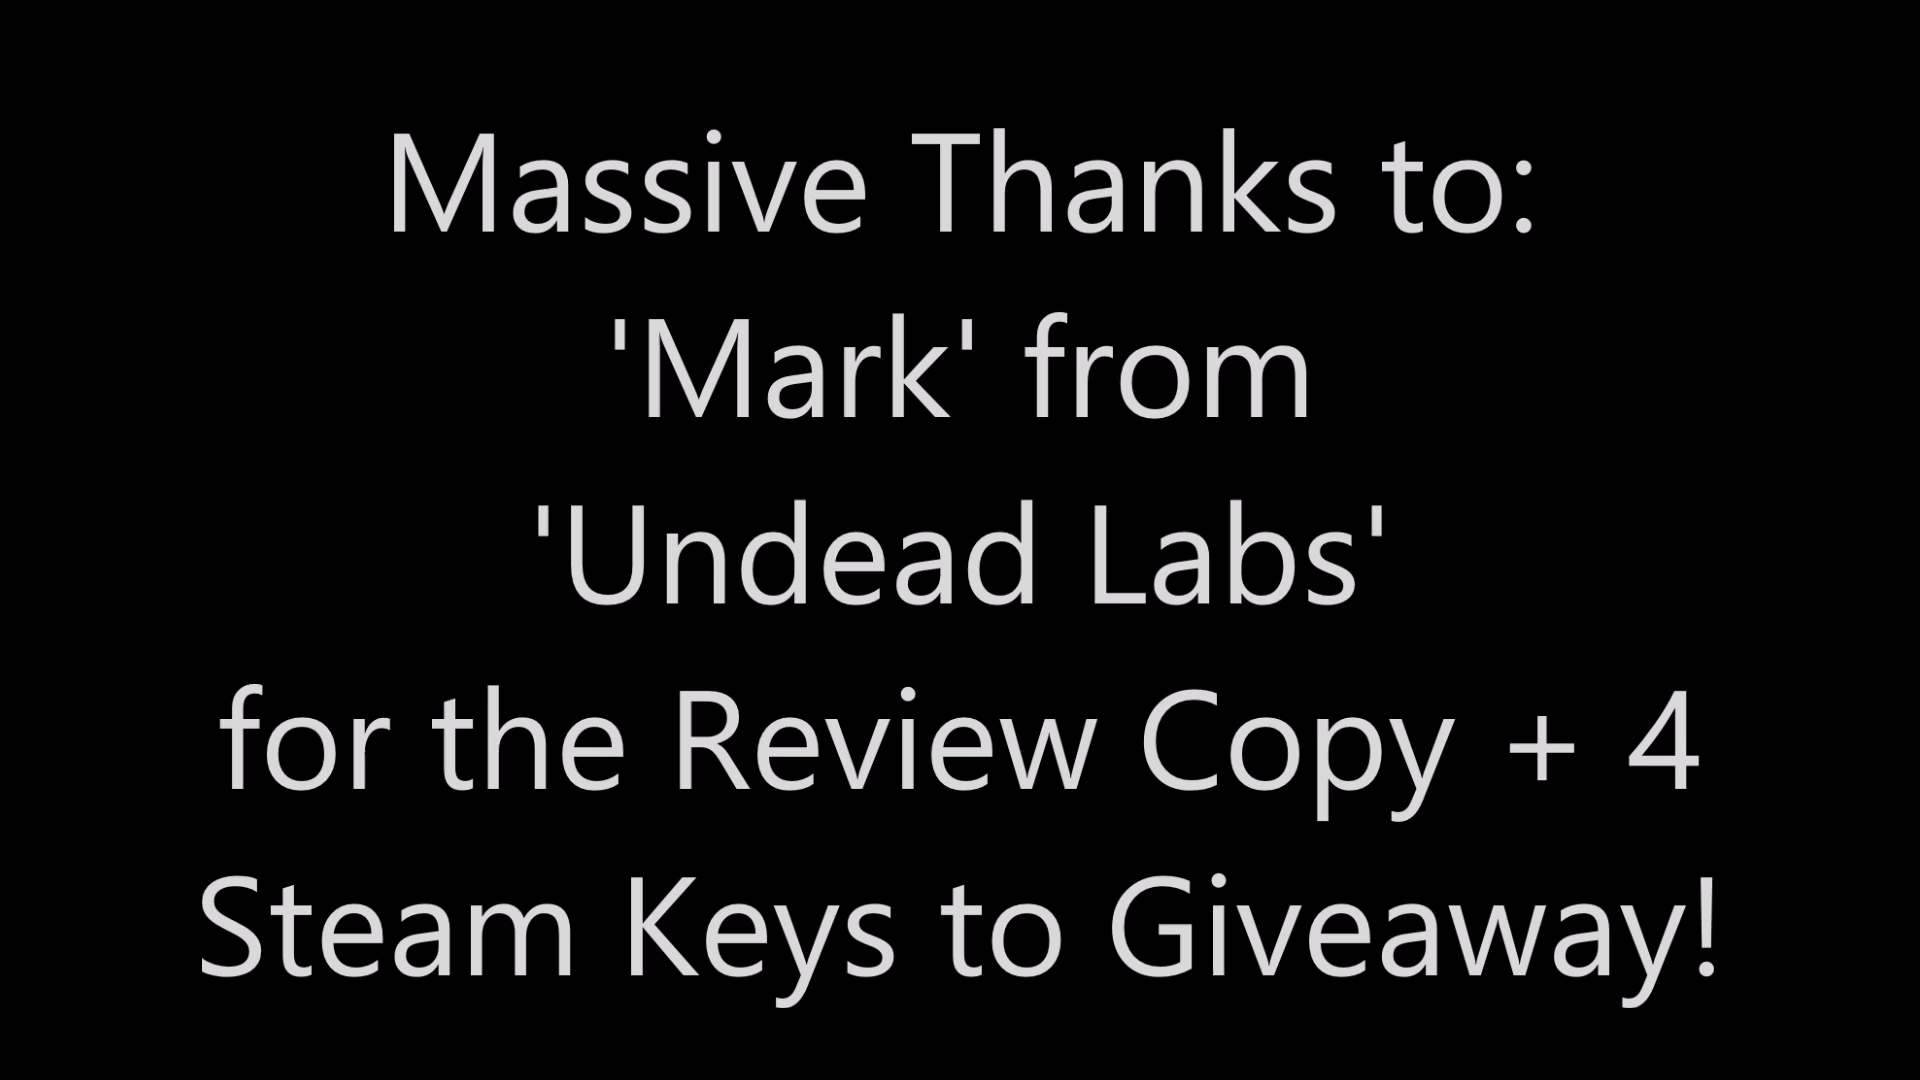 Massive Thanks to:
'Mark' from
'Undead Labs'
for the Review Copy + 4
Steam Keys to Giveaway!